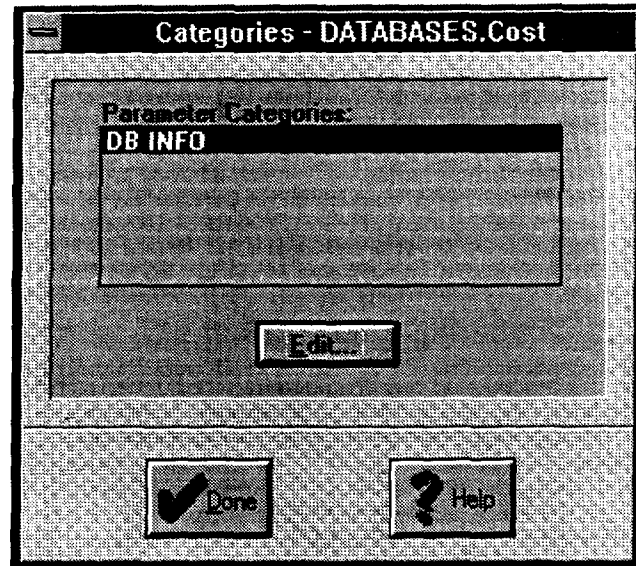 Categories - DATABASES.Cost
Parameter Categories:
DB INFO
Edit...
Done
Help